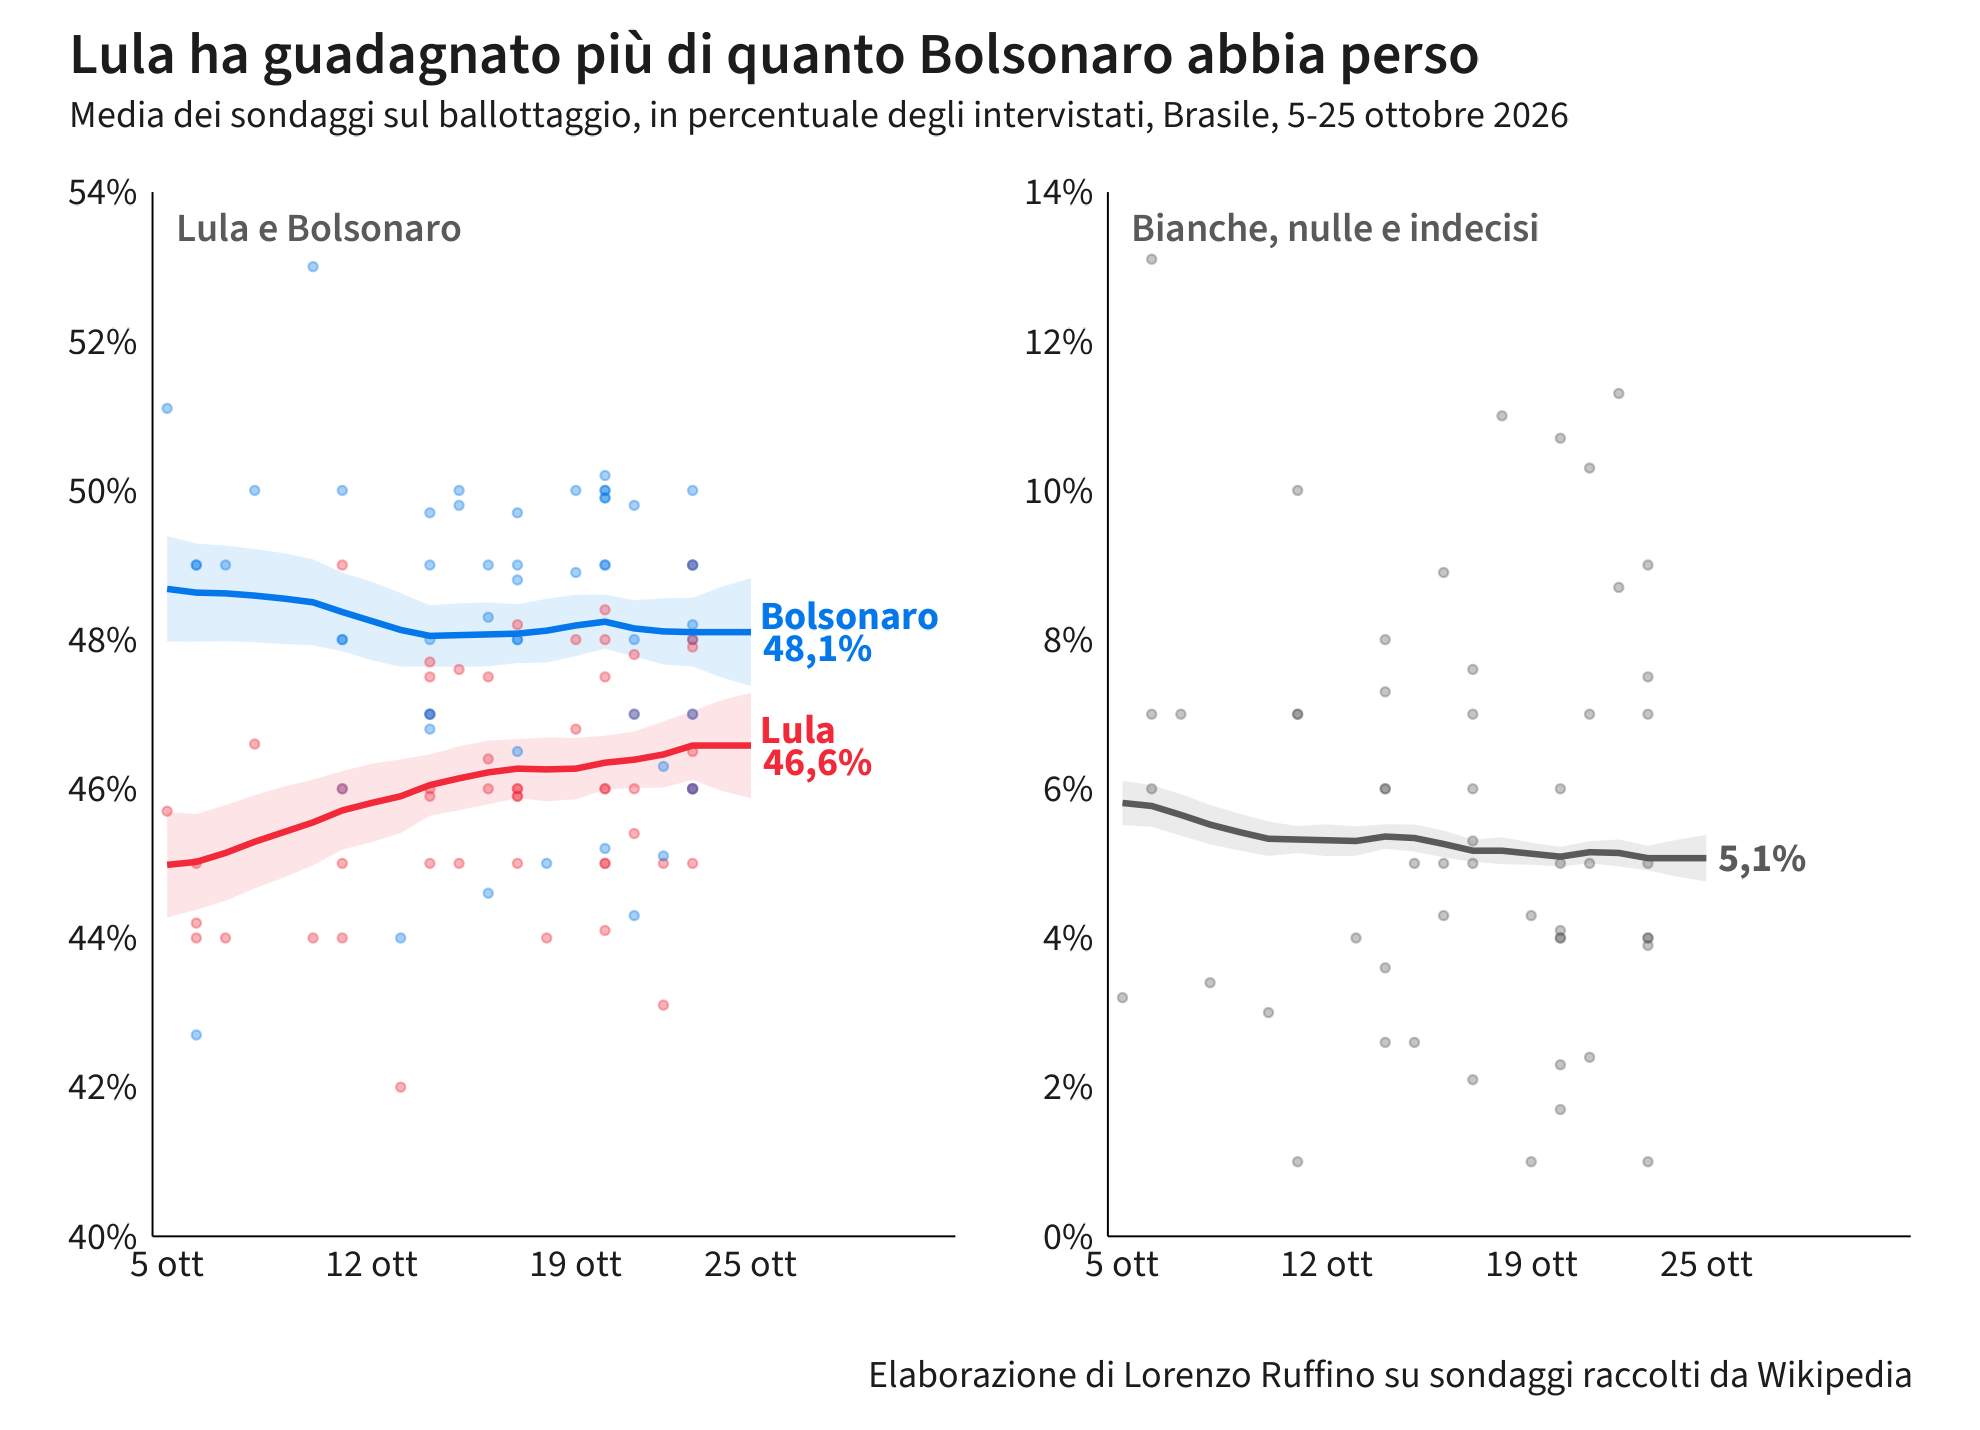 Lula ha guadagnato più di quanto Bolsonaro abbia perso
Media dei sondaggi sul ballottaggio, in percentuale degli intervistati, Brasile, 5-25 ottobre 2026
54%
Lula e Bolsonaro
52%
50%
48%
46%
44%
42%
40%
5 ott
12 ott
19 ott
25 ott
Bolsonaro
48,1%
Lula
46,6%
14%
Bianche, nulle e indecisi
12%
10%
8%
6%
4%
2%
0%
5 ott
12 ott
19 ott
25 ott
5,1%
Elaborazione di Lorenzo Ruffino su sondaggi raccolti da Wikipedia